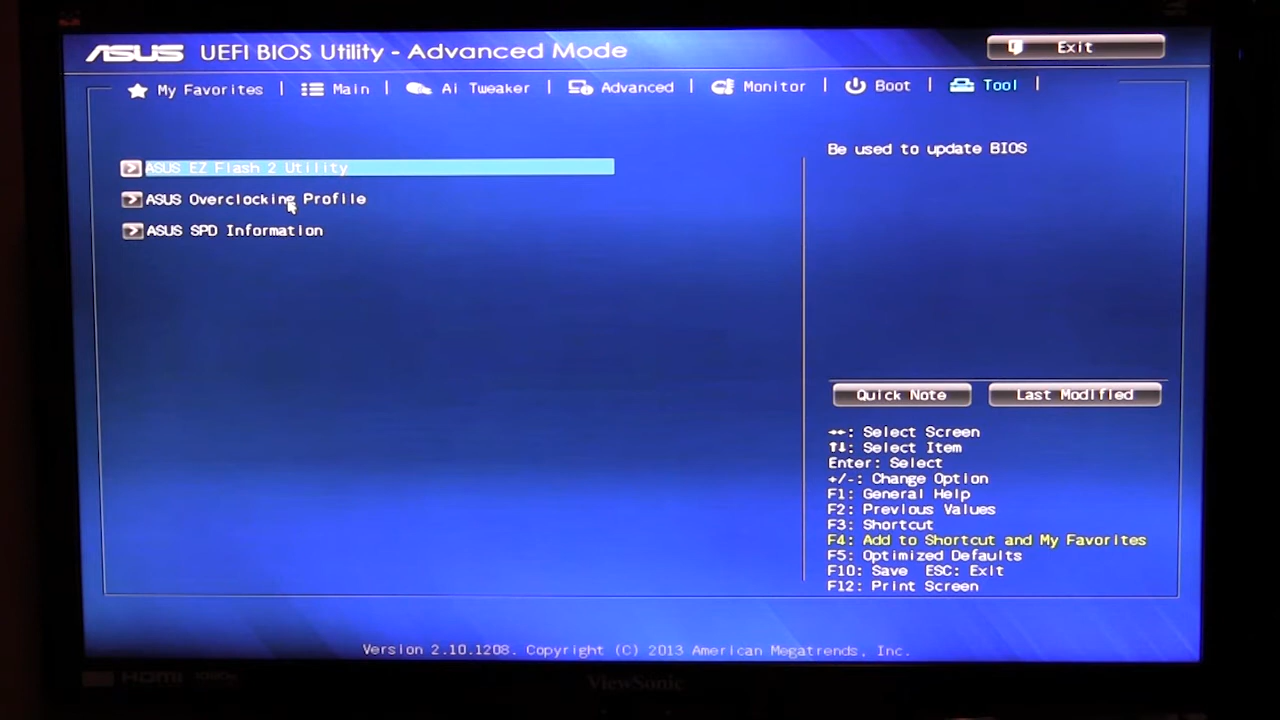 ASUS UEFI BIOS Utility - Advanced Mode
Exit
My Favorites | Main | Ai Tweaker | Advanced | Monitor | Boot | Tool |
ASUS EZ Flash 2 Utility
ASUS Overclocking Profile
ASUS SPD Information
Be used to update BIOS
Quick Note
Last Modified
→←: Select Screen
↑↓: Select Item
Enter: Select
+/-: Change Option
F1: General Help
F2: Previous Values
F3: Shortcut
F4: Add to Shortcut and My Favorites
F5: Optimized Defaults
F10: Save ESC: Exit
F12: Print Screen
Version 2.10.1208. Copyright (C) 2013 American Megatrends, Inc.
HDMI
ViewSonic